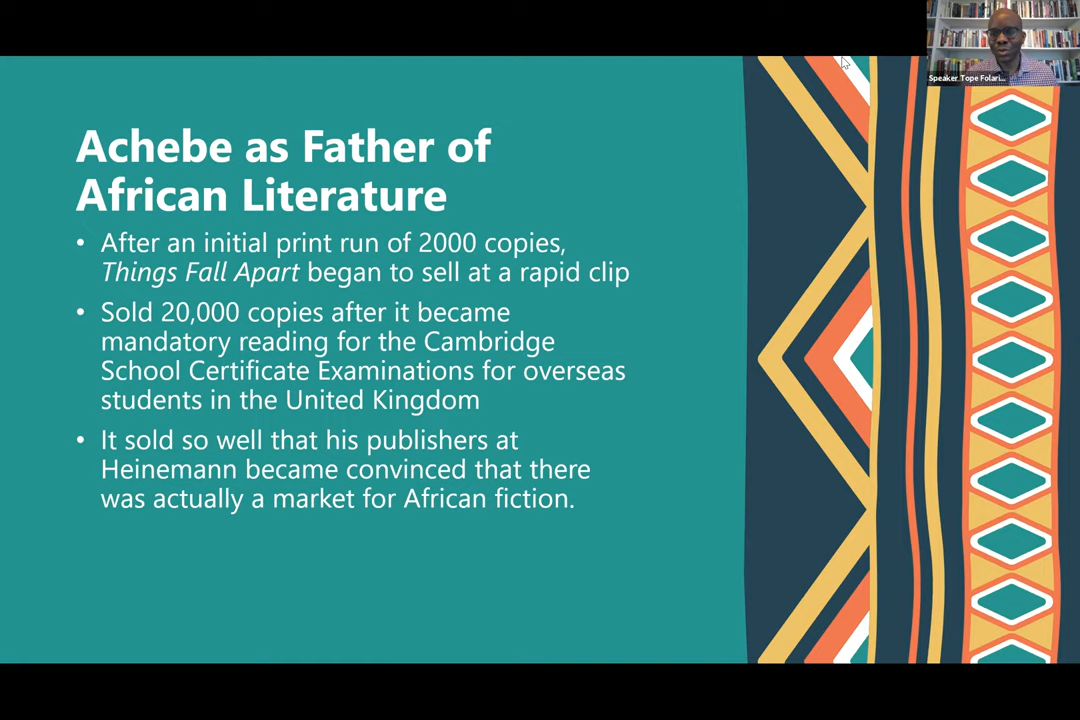 Speaker Tope Folari...
Achebe as Father of
African Literature
• After an initial print run of 2000 copies,
Things Fall Apart began to sell at a rapid clip
• Sold 20,000 copies after it became
mandatory reading for the Cambridge
School Certificate Examinations for overseas
students in the United Kingdom
• It sold so well that his publishers at
Heinemann became convinced that there
was actually a market for African fiction.